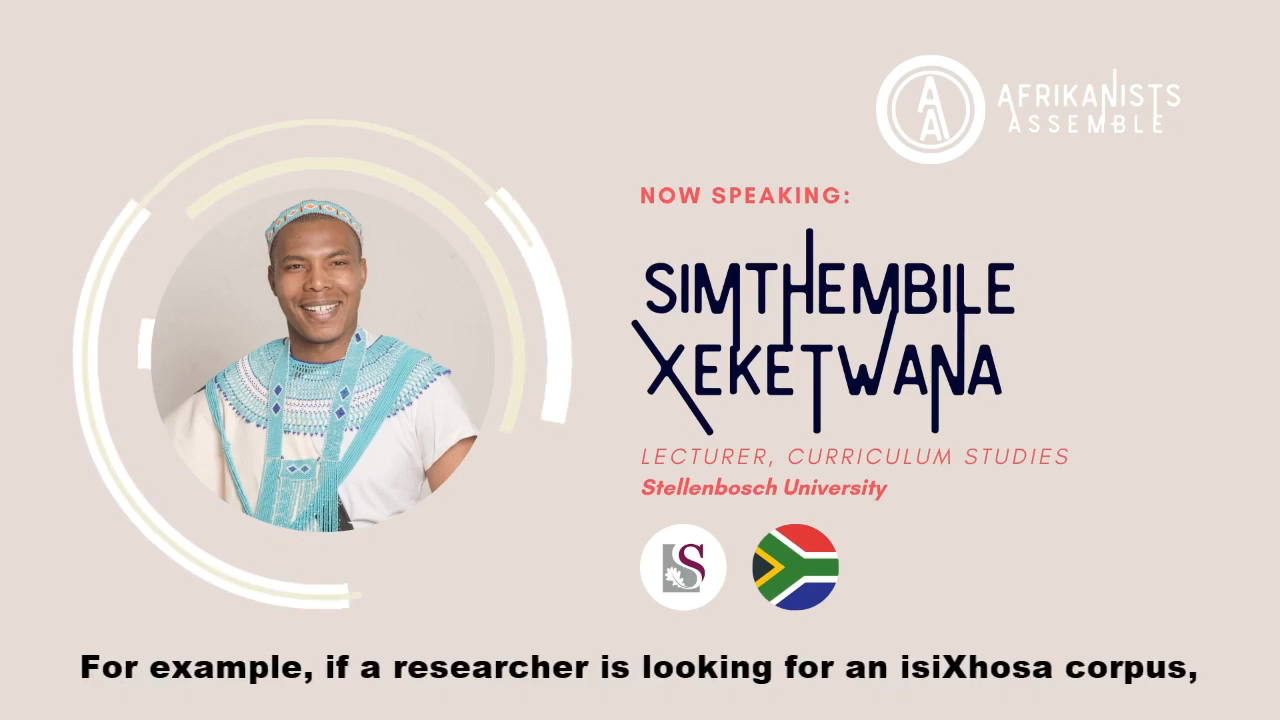 AA
AFRIKANISTS
ASSEMBLE
NOW SPEAKING:
SIMTHEMBILE
XEKETWANA
LECTURER, CURRICULUM STUDIES
Stellenbosch University
S
For example, if a researcher is looking for an isiXhosa corpus,